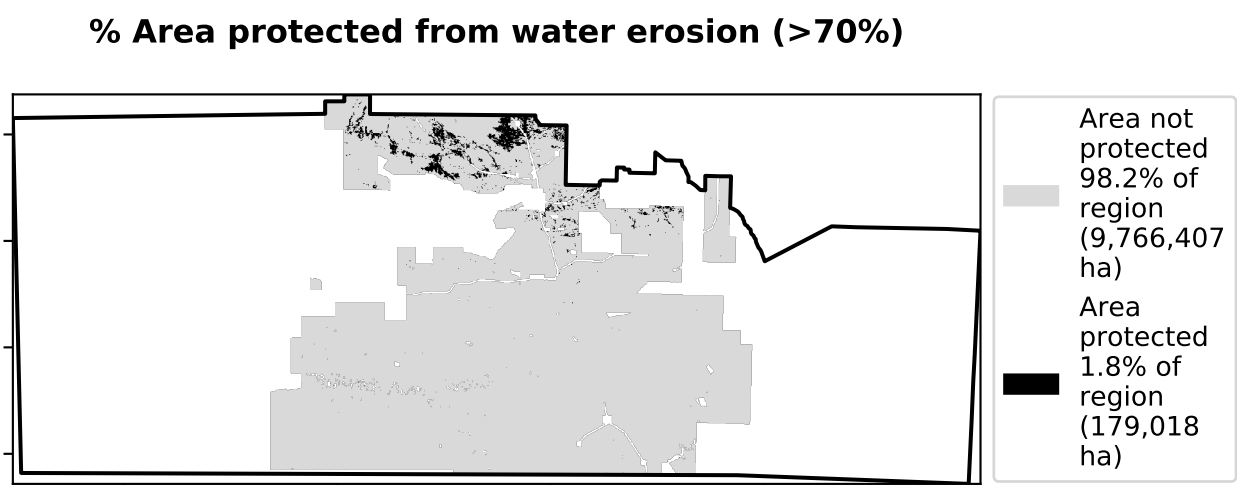 % Area protected from water erosion (>70%)
Area not
protected
98.2% of
region
(9,766,407
ha)
Area
protected
1.8% of
region
(179,018
ha)